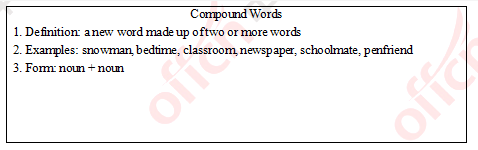 Compound Words
1. Definition: a new word made up of two or more words
2. Examples: snowman, bedtime, classroom, newspaper, schoolmate, penfriend
3. Form: noun + noun